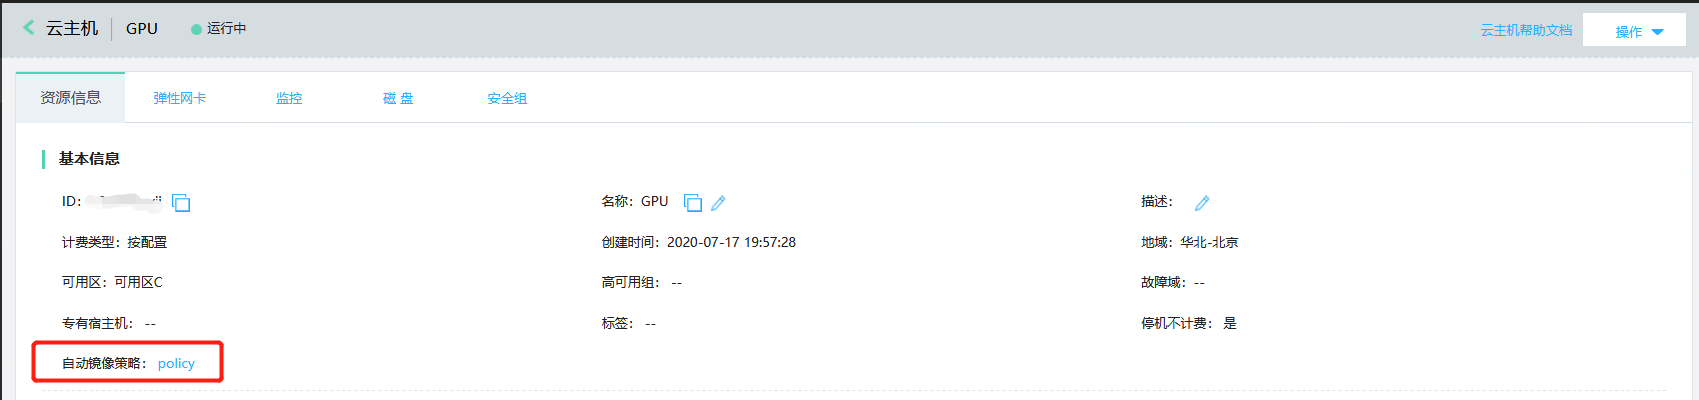 云主机 GPU 运行中 云主机帮助文档 操作
资源信息 弹性网卡 监控 磁 盘 安全组
基本信息
ID: 名称：GPU 描述：
计费类型：按配置 创建时间：2020-07-17 19:57:28 地域：华北-北京
可用区：可用区C 高可用组： -- 故障域：--
专有宿主机： -- 标签： -- 停机不计费： 是
自动镜像策略： policy